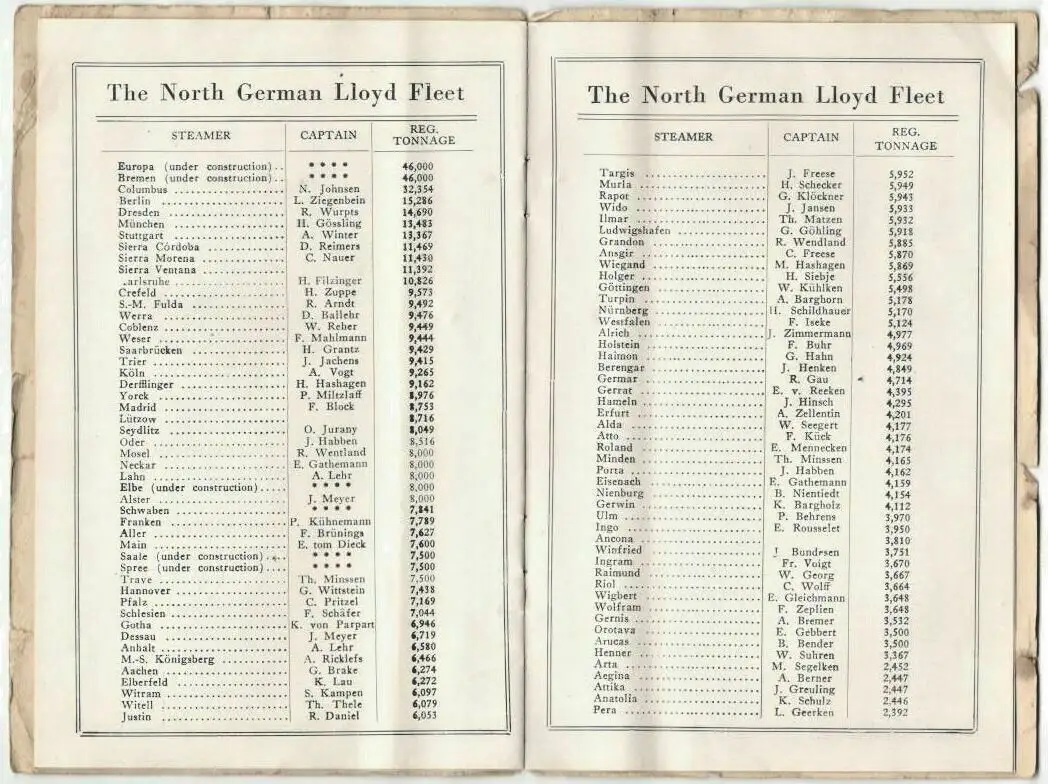 The North German Lloyd Fleet
STEAMER CAPTAIN REG. TONNAGE
Europa (under construction) .. * * * * 46,000
Bremen (under construction) .. * * * * 46,000
Columbus ..... N. Johnsen 32,354
Berlin ..... L. Ziegenbein 15,286
Dresden ..... R. Wurpts 14,690
München ..... H. Gössling 13,483
Stuttgart ..... A. Winter 13,367
Sierra Córdoba ..... D. Reimers 11,469
Sierra Morena ..... C. Nauer 11,430
Sierra Ventana ..... 11,392
arlsruhe ..... H. Filzinger 10,826
Crefeld ..... H. Zuppe 9,573
S.-M. Fulda ..... R. Arndt 9,492
Werra ..... D. Ballehr 9,476
Coblenz ..... W. Reher 9,449
Weser ..... F. Mahlmann 9,444
Saarbrücken ..... H. Grantz 9,429
Trier ..... J. Jachens 9,415
Köln ..... A. Vogt 9,265
Derfflinger ..... H. Hashagen 9,162
Yorck ..... P. Miltzlaff 8,976
Madrid ..... F. Block 8,753
Lützow ..... 8,716
Seydlitz ..... O. Jurany 8,049
Oder ..... J. Habben 8,516
Mosel ..... R. Wentland 8,000
Neckar ..... E. Gathemann 8,000
Lahn ..... A. Lehr 8,000
Elbe (under construction) ..... * * * * 8,000
Alster ..... J. Meyer 8,000
Schwaben ..... * * * * 7,841
Franken ..... P. Kühnemann 7,789
Aller ..... F. Brünings 7,627
Main ..... E. tom Dieck 7,600
Saale (under construction) .... * * * * 7,500
Spree (under construction) .... * * * * 7,500
Trave ..... Th. Minssen 7,500
Hannover ..... G. Wittstein 7,438
Pfalz ..... C. Pritzel 7,169
Schlesien ..... F. Schäfer 7,044
Gotha ..... K. von Parpart 6,946
Dessau ..... J. Meyer 6,719
Anhalt ..... A. Lehr 6,580
M.-S. Königsberg ..... A. Ricklefs 6,466
Aachen ..... G. Brake 6,274
Elberfeld ..... K. Lau 6,272
Witram ..... S. Kampen 6,097
Witell ..... Th. Thele 6,079
Justin ..... R. Daniel 6,053
The North German Lloyd Fleet
STEAMER CAPTAIN REG. TONNAGE
Targis ..... J. Freese 5,952
Murla ..... H. Schecker 5,949
Rapot ..... G. Klöckner 5,943
Wido ..... J. Jansen 5,933
Ilmar ..... Th. Matzen 5,932
Ludwigshafen ..... G. Göhling 5,918
Grandon ..... R. Wendland 5,885
Ansgir ..... C. Freese 5,870
Wiegand ..... M. Hashagen 5,869
Holger ..... H. Siebje 5,556
Göttingen ..... W. Kühlken 5,498
Turpin ..... A. Barghorn 5,178
Nürnberg ..... H. Schildhauer 5,170
Westfalen ..... F. Iseke 5,124
Alrich ..... J. Zimmermann 4,977
Holstein ..... F. Buhr 4,969
Haimon ..... G. Hahn 4,924
Berengar ..... J. Henken 4,849
Germar ..... R. Gau 4,714
Gerrat ..... E. v. Reeken 4,395
Hameln ..... J. Hinsch 4,295
Erfurt ..... A. Zellentin 4,201
Alda ..... W. Seegert 4,177
Atto ..... F. Kück 4,176
Roland ..... E. Mennecken 4,174
Minden ..... Th. Minssen 4,165
Porta ..... J. Habben 4,162
Eisenach ..... E. Gathemann 4,159
Nienburg ..... B. Nientiedt 4,154
Gerwin ..... K. Bargholz 4,112
Ulm ..... P. Behrens 3,970
Ingo ..... E. Rousselet 3,950
Ancona ..... 3,810
Winfried ..... J Bundesen 3,751
Ingram ..... Fr. Voigt 3,670
Raimund ..... W. Georg 3,667
Riol ..... C. Wolff 3,664
Wigbert ..... E. Gleichmann 3,648
Wolfram ..... F. Zeplien 3,648
Gernis ..... A. Bremer 3,532
Orotava ..... E. Gebbert 3,500
Arucas ..... B. Bender 3,500
Henner ..... W. Suhren 3,367
Arta ..... M. Segelken 2,452
Aegina ..... A. Berner 2,447
Attika ..... J. Greuling 2,447
Anatolia ..... K. Schulz 2,446
Pera ..... L. Geerken 2,392